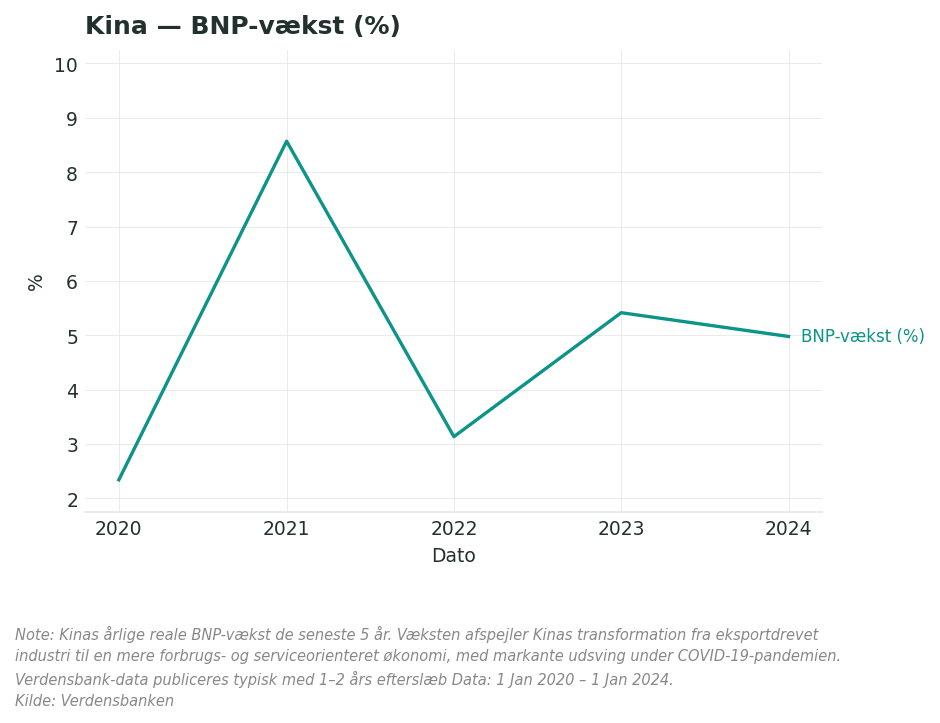 Kina — BNP-vækst (%)
10
9
8
7
6
5
4
3
2
%
BNP-vækst (%)
2020 2021 2022 2023 2024
Dato
Note: Kinas årlige reale BNP-vækst de seneste 5 år. Væksten afspejler Kinas transformation fra eksportdrevet
industri til en mere forbrugs- og serviceorienteret økonomi, med markante udsving under COVID-19-pandemien.
Verdensbank-data publiceres typisk med 1–2 års efterslæb Data: 1 Jan 2020 – 1 Jan 2024.
Kilde: Verdensbanken